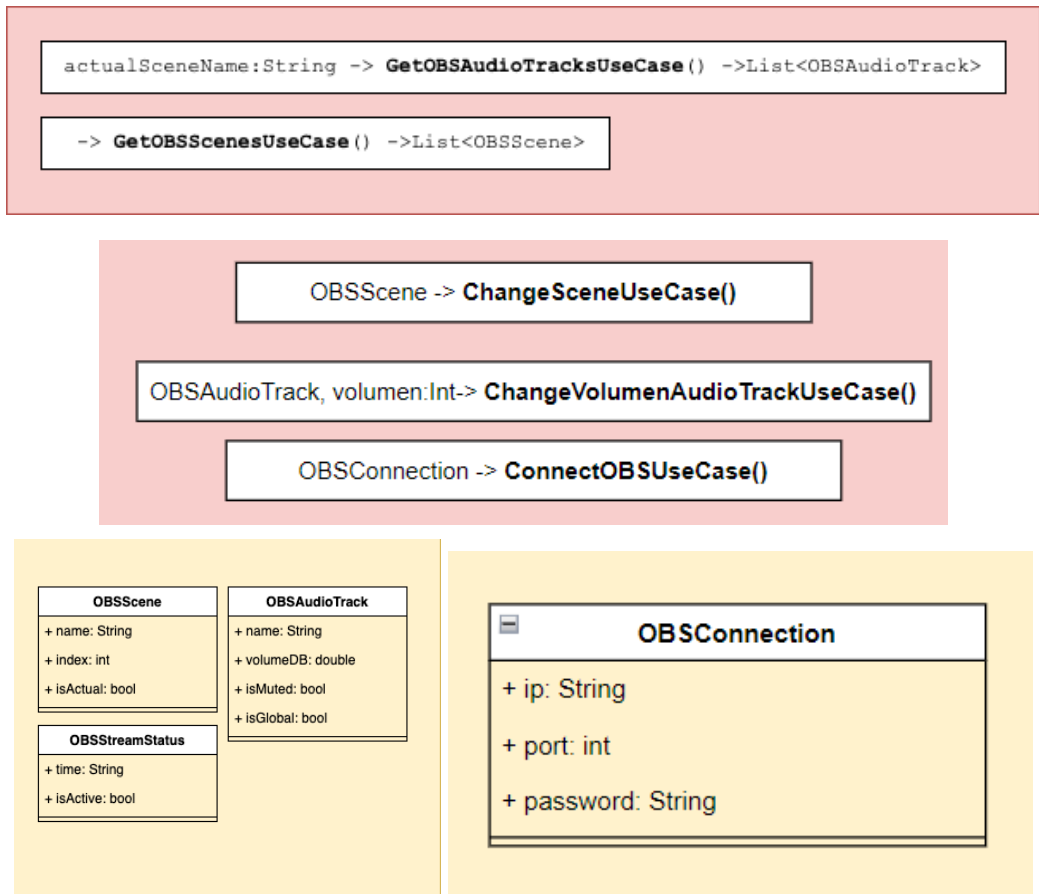 actualSceneName:String -> GetOBSAudioTracksUseCase() ->List<OBSAudioTrack>
-> GetOBSScenesUseCase() ->List<OBSScene>
OBSScene -> ChangeSceneUseCase()
OBSAudioTrack, volumen:Int-> ChangeVolumenAudioTrackUseCase()
OBSConnection -> ConnectOBSUseCase()
OBSScene
+ name: String
+ index: int
+ isActual: bool
OBSAudioTrack
+ name: String
+ volumeDB: double
+ isMuted: bool
+ isGlobal: bool
OBSStreamStatus
+ time: String
+ isActive: bool
OBSConnection
+ ip: String
+ port: int
+ password: String